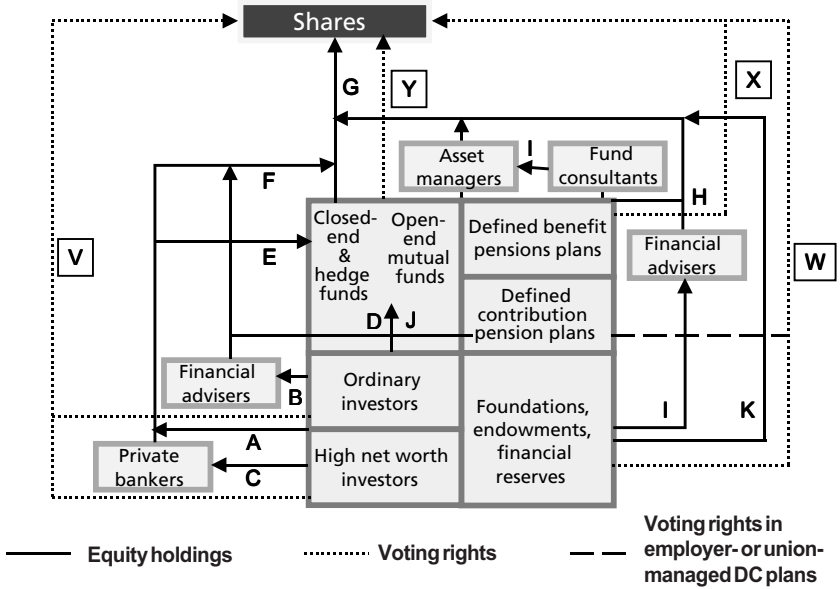 Shares
G
Y
X
Asset
managers
I
Fund
consultants
F
H
V
E
Closed-
end
&
hedge
funds
Open-
end
mutual
funds
Defined benefit
pensions plans
Financial
advisers
W
D
J
Defined
contribution
pension plans
Financial
advisers
B
Ordinary
investors
Foundations,
endowments,
financial
reserves
I
K
A
Private
bankers
C
High net worth
investors
Equity holdings
Voting rights
Voting rights in
employer- or union-
managed DC plans